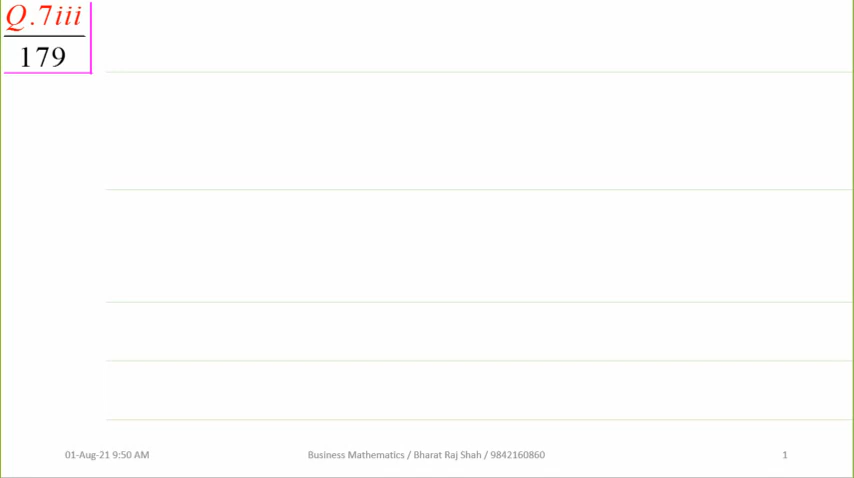 Q.7iii
179
01-Aug-21 9:50 AM
Business Mathematics / Bharat Raj Shah / 9842160860
1